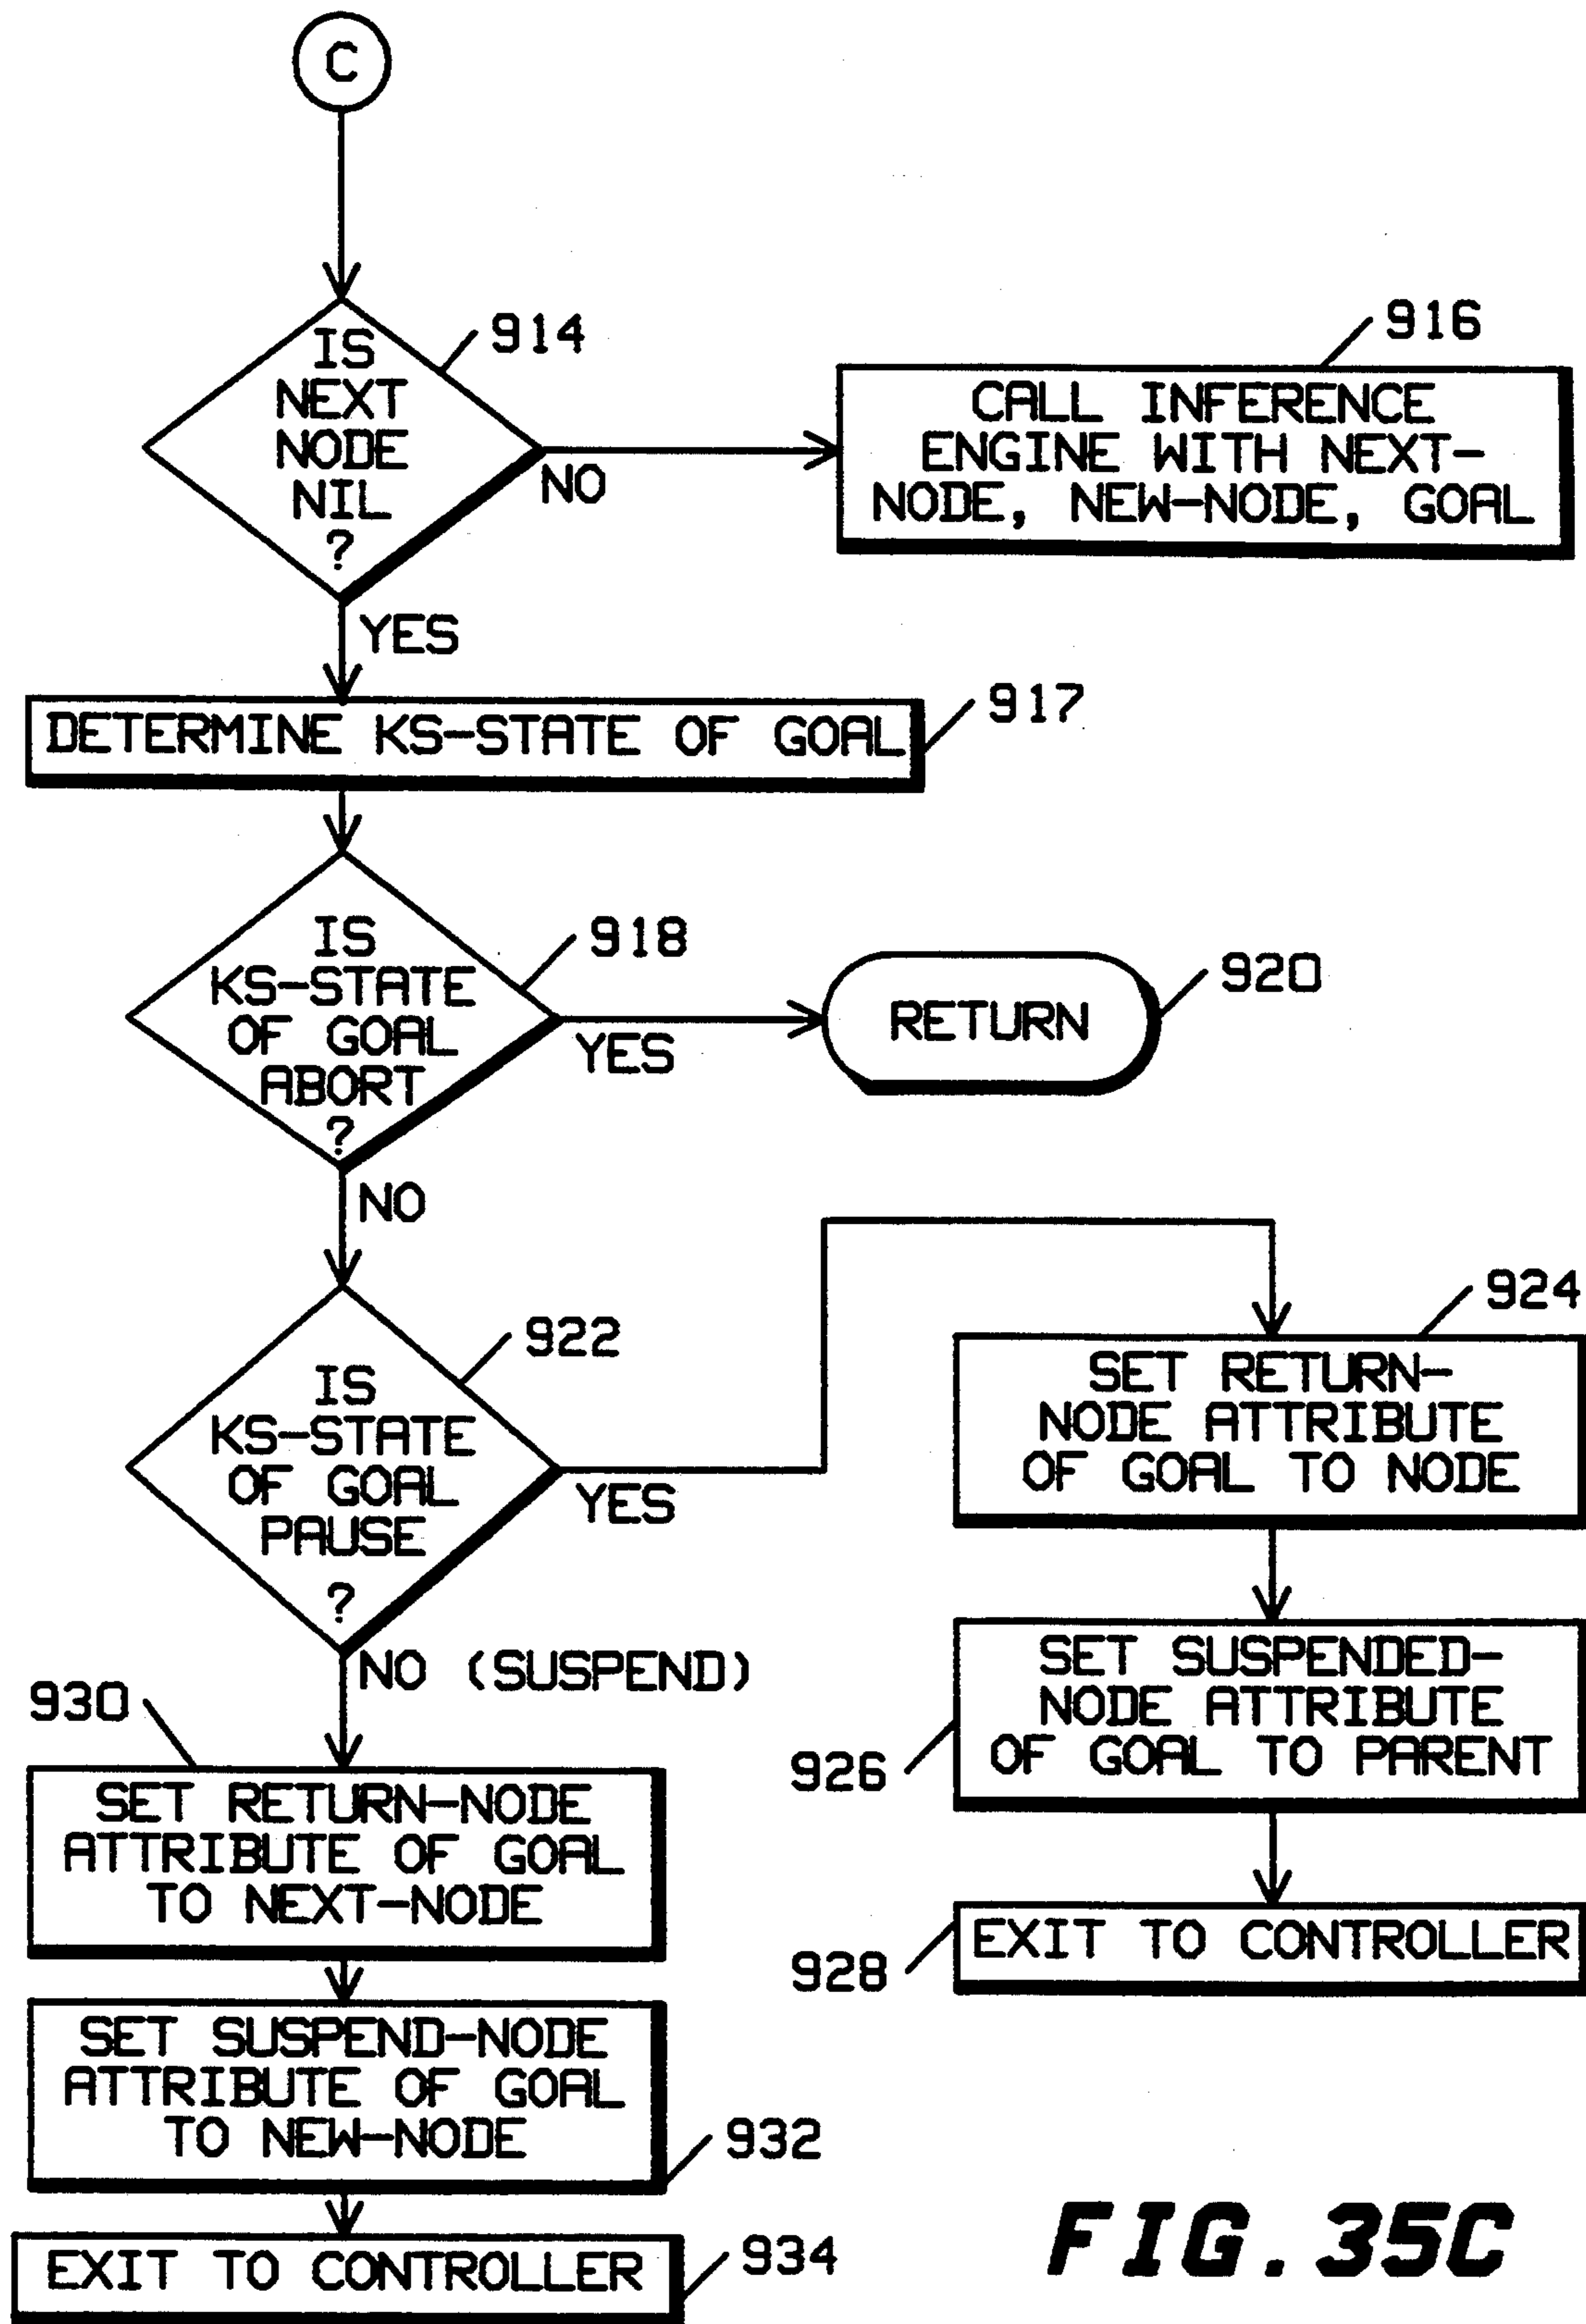 C
IS
NEXT
NODE
NIL
?
914
NO
916
CALL INFERENCE
ENGINE WITH NEXT-
NODE, NEW-NODE, GOAL
YES
DETERMINE KS-STATE OF GOAL
917
IS
KS-STATE
OF GOAL
ABORT
?
918
YES
RETURN
920
NO
IS
KS-STATE
OF GOAL
PAUSE
?
922
YES
924
SET RETURN-
NODE ATTRIBUTE
OF GOAL TO NODE
SET SUSPENDED-
NODE ATTRIBUTE
OF GOAL TO PARENT
926
EXIT TO CONTROLLER
928
NO (SUSPEND)
930
SET RETURN-NODE
ATTRIBUTE OF GOAL
TO NEXT-NODE
SET SUSPEND-NODE
ATTRIBUTE OF GOAL
TO NEW-NODE
932
EXIT TO CONTROLLER
934
FIG. 35C